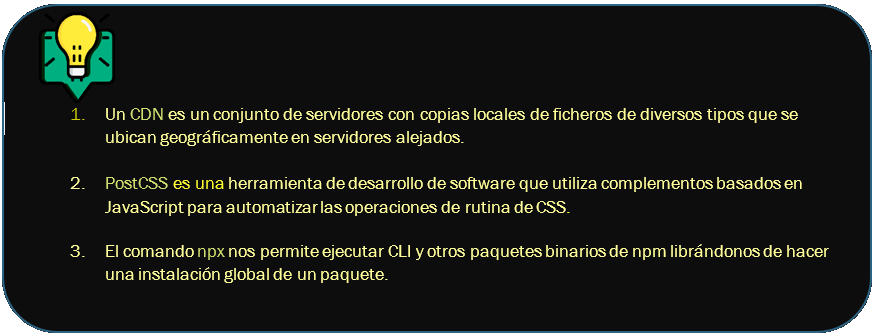 1. Un CDN es un conjunto de servidores con copias locales de ficheros de diversos tipos que se
ubican geográficamente en servidores alejados.
2. PostCSS es una herramienta de desarrollo de software que utiliza complementos basados en
JavaScript para automatizar las operaciones de rutina de CSS.
3. El comando npx nos permite ejecutar CLI y otros paquetes binarios de npm librándonos de hacer
una instalación global de un paquete.